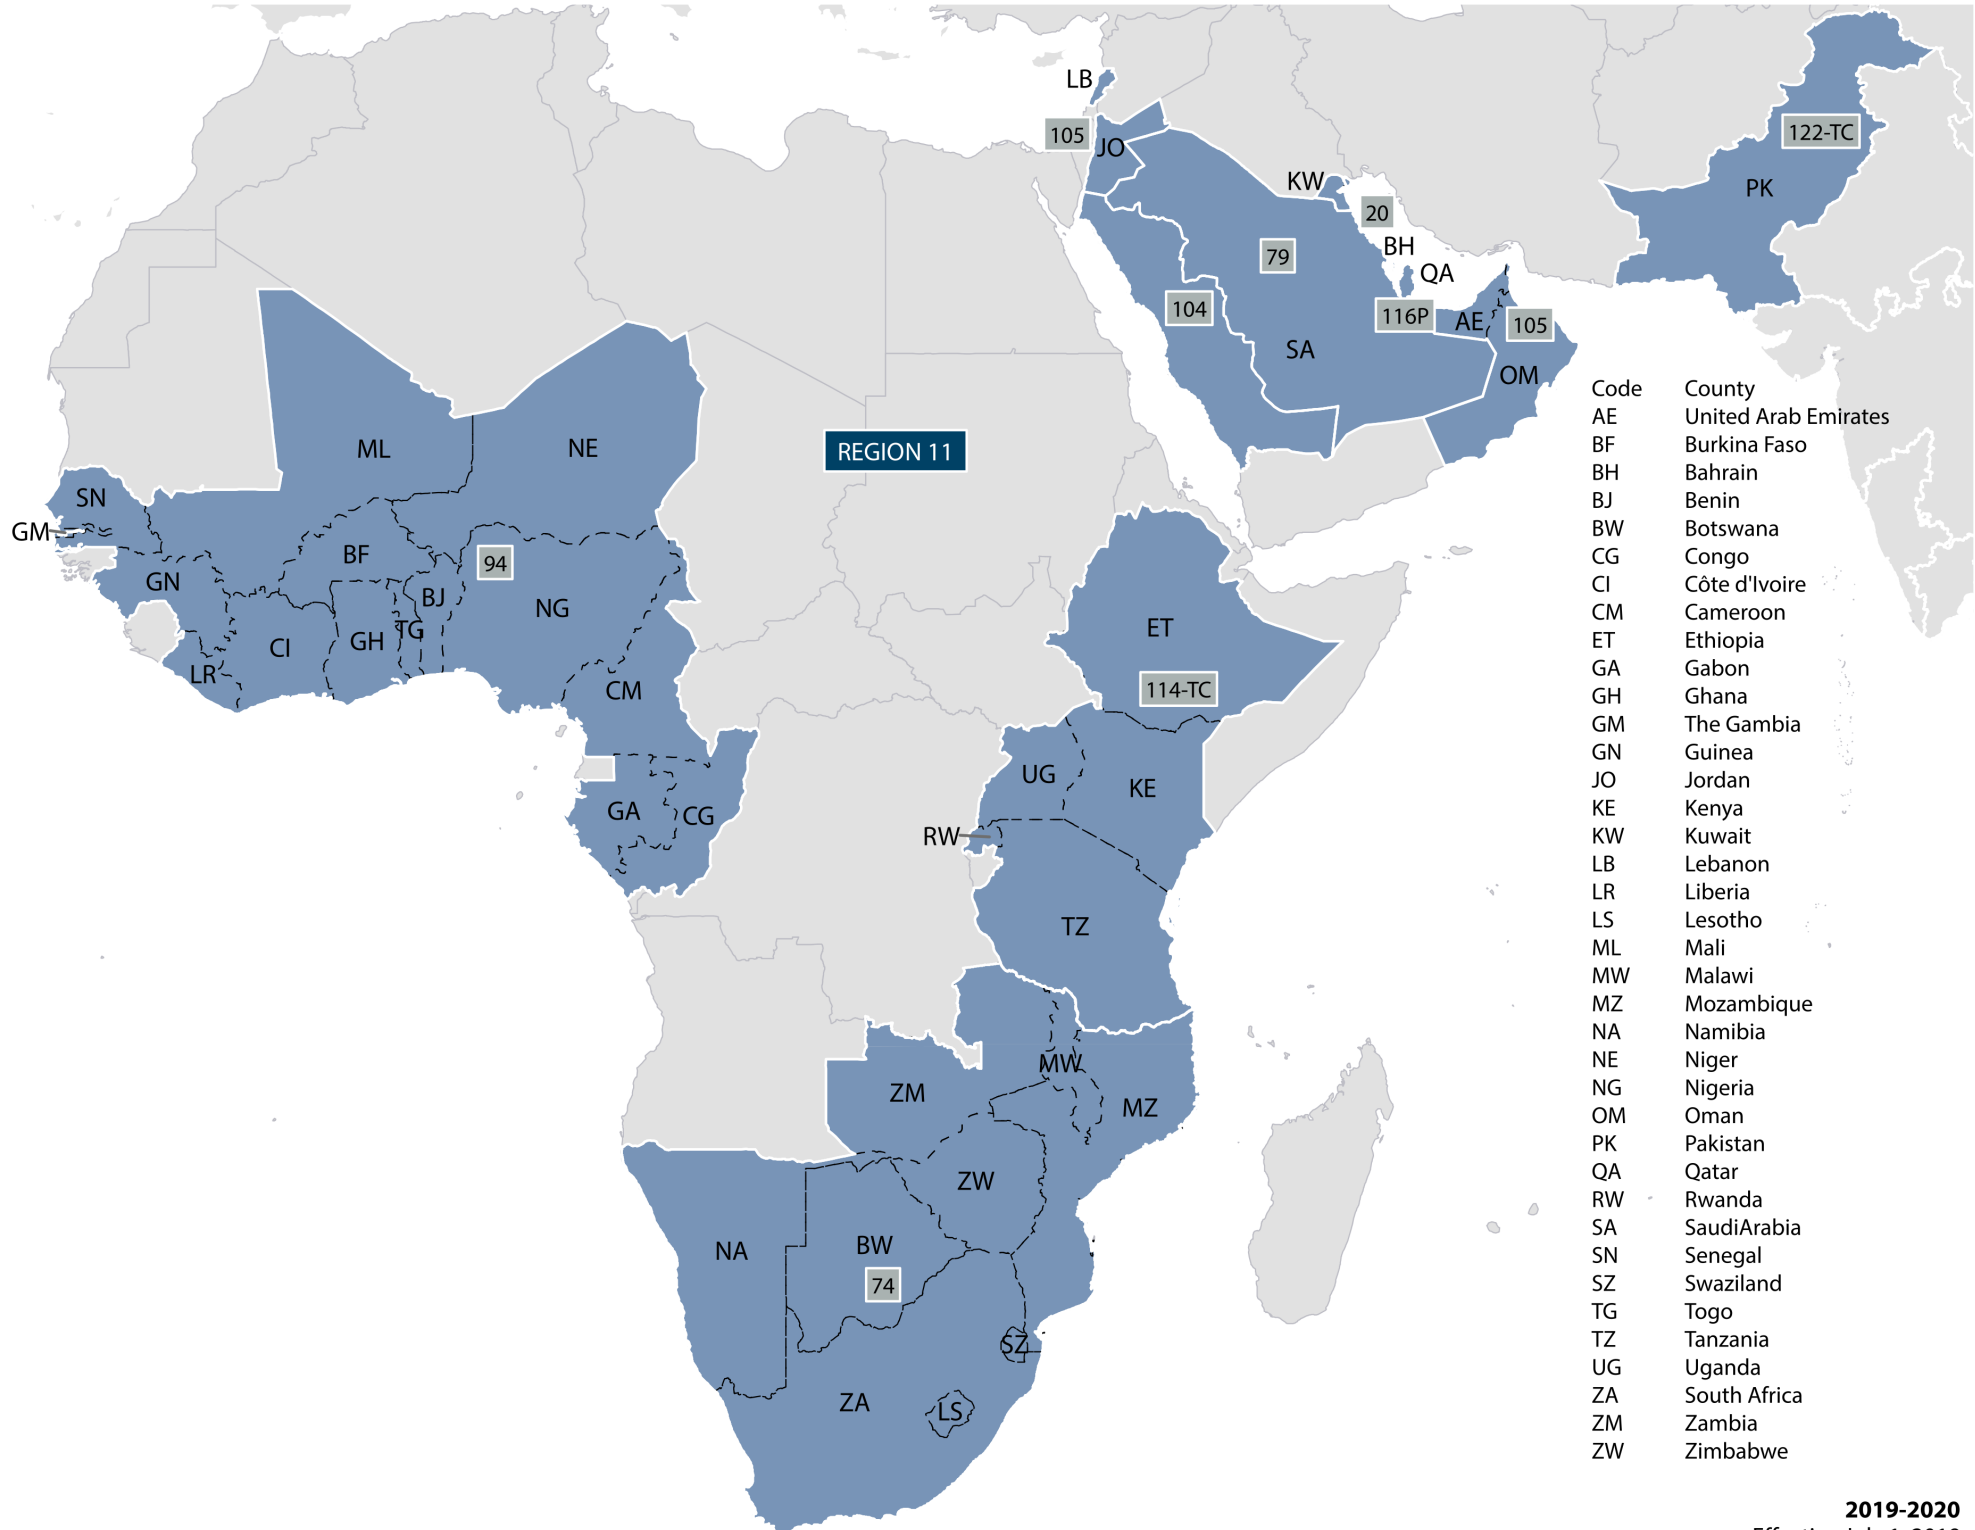 LB
105
JO
122-TC
KW
PK
20
BH
79
QA
104
116P
AE
105
SA
OM
REGION 11
ML
NE
SN
GM
BF
94
GN
BJ
NG
TG
GH
CI
LR
ET
CM
114-TC
UG
KE
GA
CG
RW
TZ
MW
ZM
MZ
ZW
NA
BW
74
SZ
ZA
LS
Code County
AE United Arab Emirates
BF Burkina Faso
BH Bahrain
BJ Benin
BW Botswana
CG Congo
CI Côte d'Ivoire
CM Cameroon
ET Ethiopia
GA Gabon
GH Ghana
GM The Gambia
GN Guinea
JO Jordan
KE Kenya
KW Kuwait
LB Lebanon
LR Liberia
LS Lesotho
ML Mali
MW Malawi
MZ Mozambique
NA Namibia
NE Niger
NG Nigeria
OM Oman
PK Pakistan
QA Qatar
RW Rwanda
SA SaudiArabia
SN Senegal
SZ Swaziland
TG Togo
TZ Tanzania
UG Uganda
ZA South Africa
ZM Zambia
ZW Zimbabwe
2019-2020